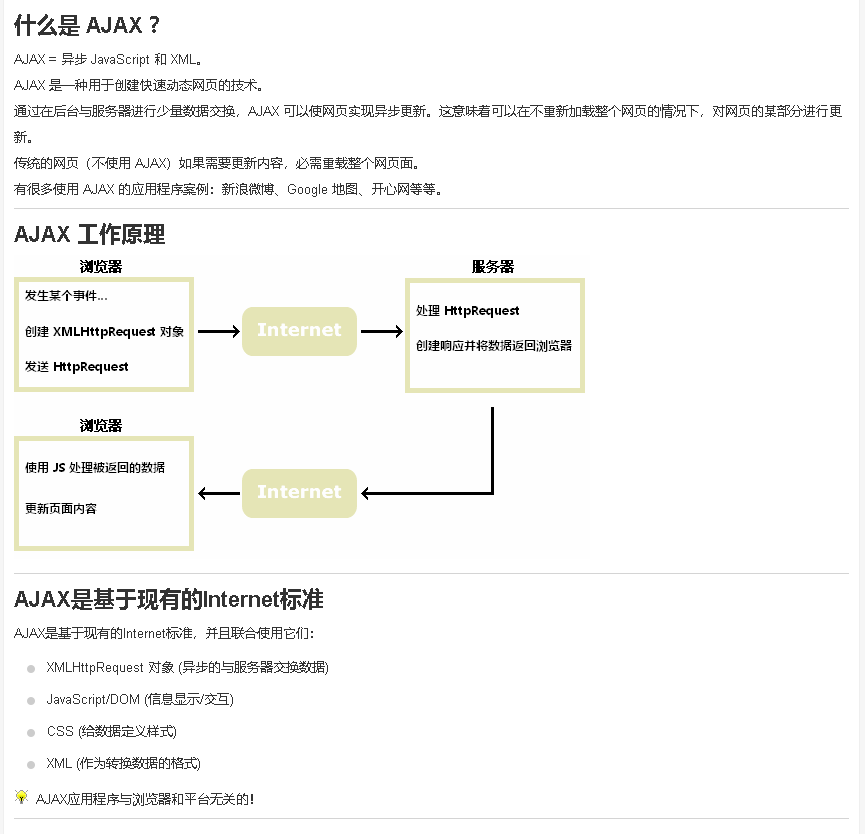 什么是 AJAX ?
AJAX = 异步 JavaScript 和 XML。
AJAX 是一种用于创建快速动态网页的技术。
通过在后台与服务器进行少量数据交换，AJAX 可以使网页实现异步更新。这意味着可以在不重新加载整个网页的情况下，对网页的某部分进行更
新。
传统的网页（不使用 AJAX）如果需要更新内容，必需重载整个网页面。
有很多使用 AJAX 的应用程序案例：新浪微博、Google 地图、开心网等等。
AJAX 工作原理
浏览器
发生某个事件...
创建 XMLHttpRequest 对象
发送 HttpRequest
Internet
服务器
处理 HttpRequest
创建响应并将数据返回浏览器
浏览器
使用 JS 处理被返回的数据
更新页面内容
Internet
AJAX是基于现有的Internet标准
AJAX是基于现有的Internet标准，并且联合使用它们：
XMLHttpRequest 对象 (异步的与服务器交换数据)
JavaScript/DOM (信息显示/交互)
CSS (给数据定义样式)
XML (作为转换数据的格式)
AJAX应用程序与浏览器和平台无关的！